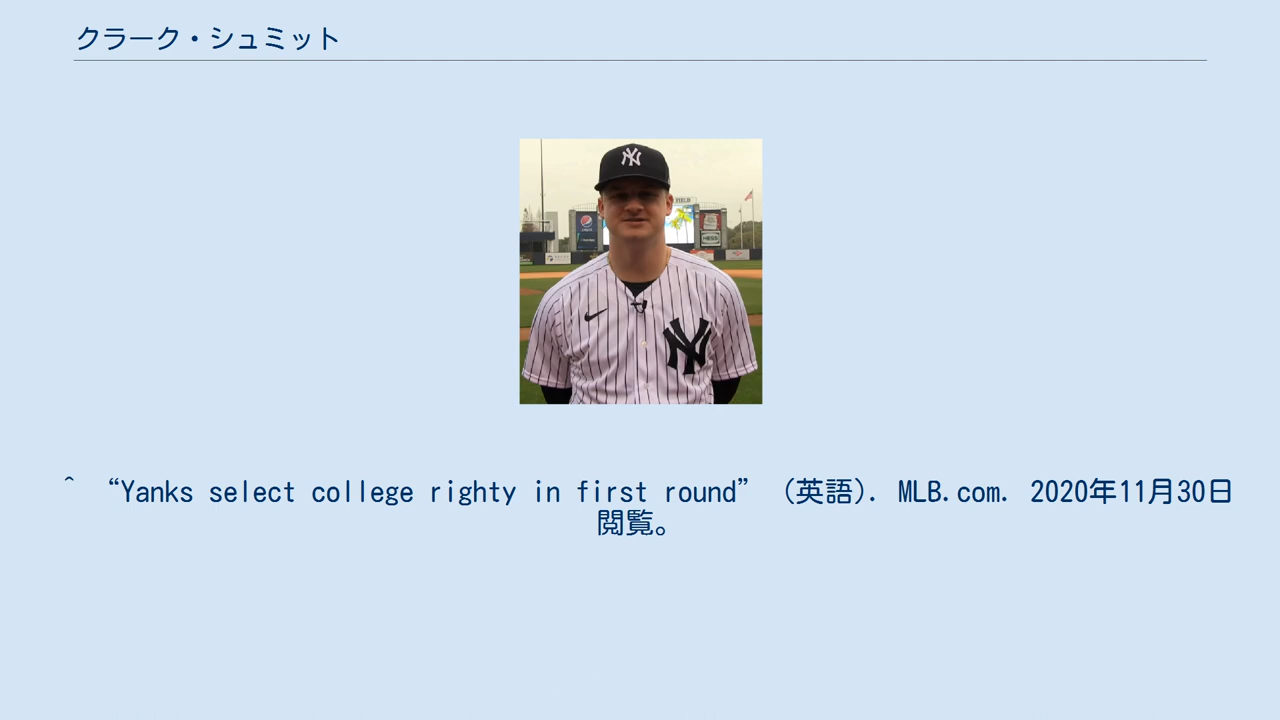 クラーク・シュミット
^ “Yanks select college righty in first round” (英語). MLB.com. 2020年11月30日
閲覧。